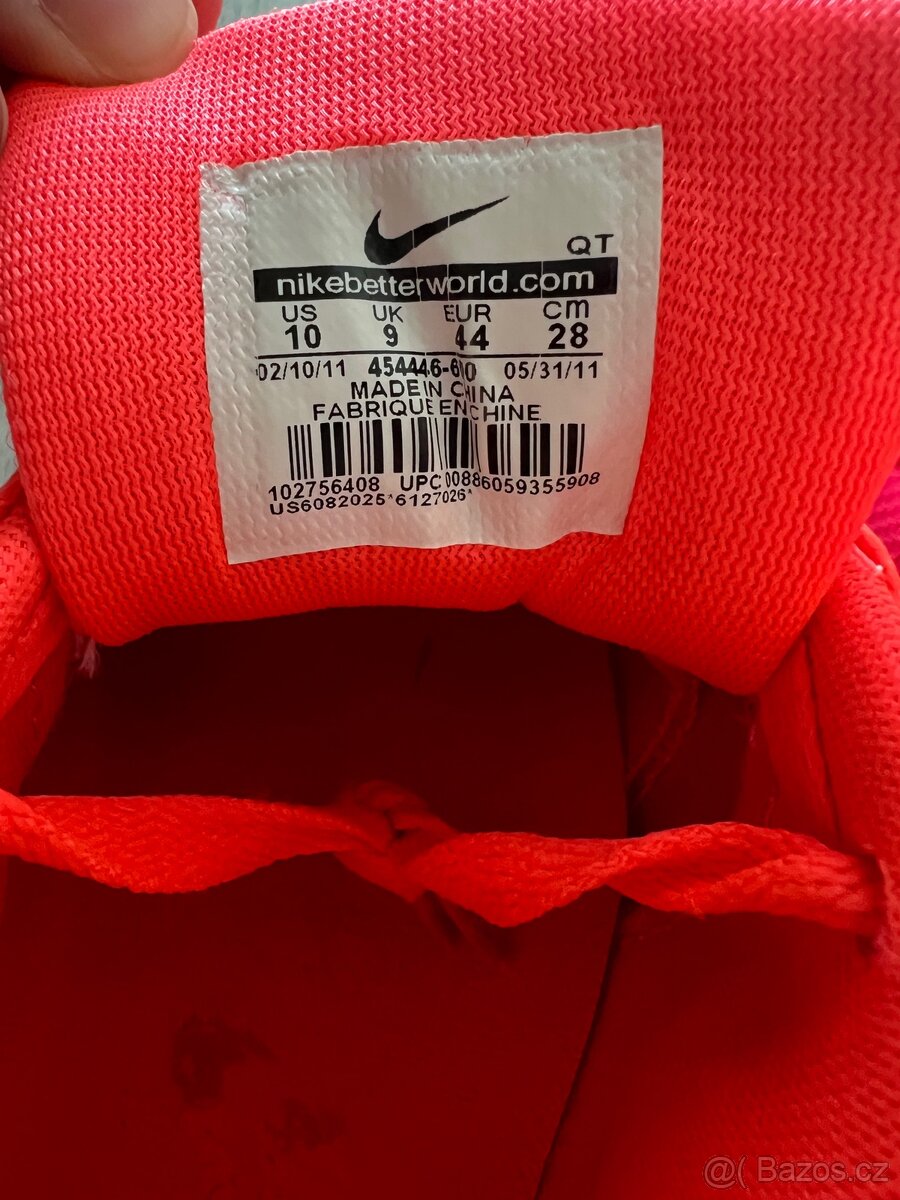 QT
nikebetterworld.com
US UK EUR cm
10 9 44 28
02/10/11 454446-600 05/31/11
MADE IN CHINA
FABRIQUE EN CHINE
102756408 UPC 00886059355908
US6082025*6127026*
@( Bazos.cz